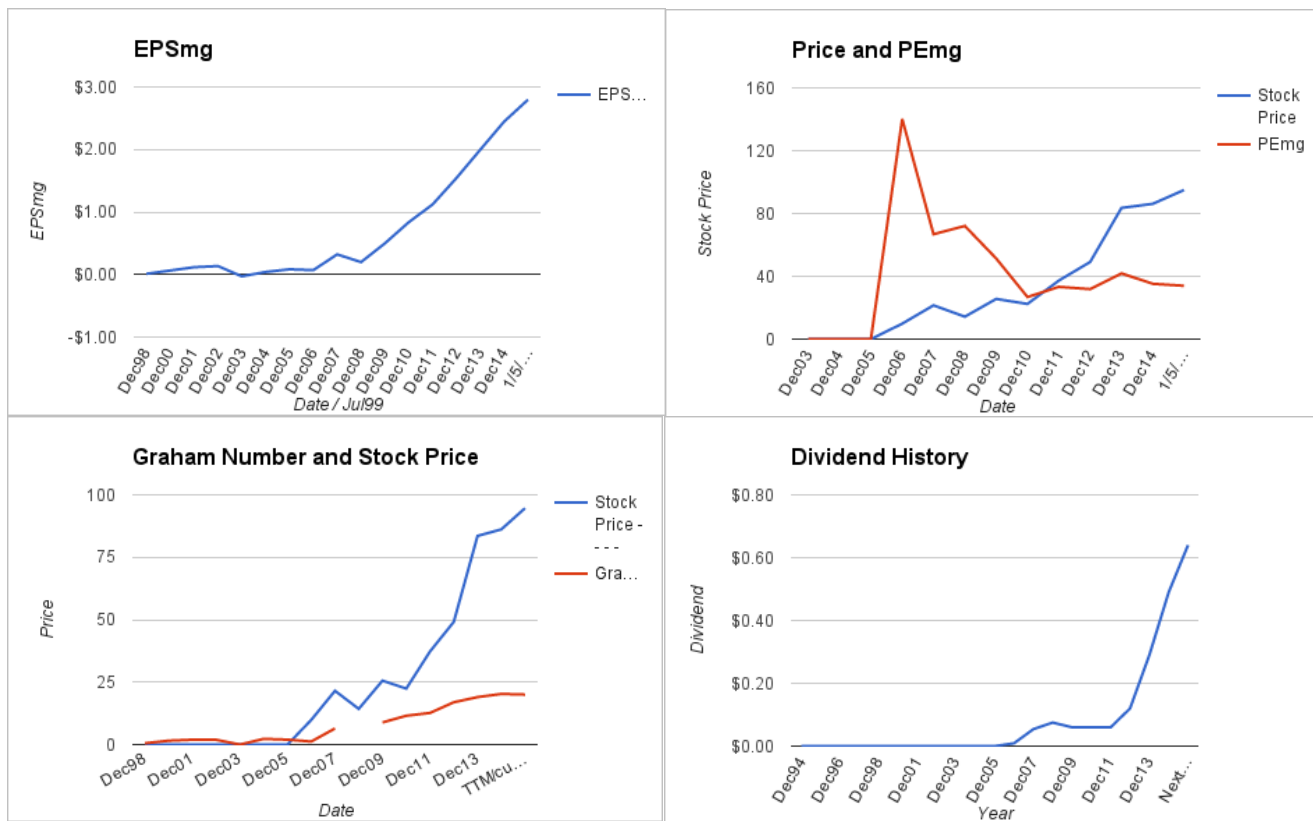 EPSmg
$3.00
$2.00
$1.00
$0.00
-$1.00
EPSmg
EPS...
Dec98
Dec00
Dec01
Dec02
Dec03
Dec04
Dec05
Dec06
Dec07
Dec08
Dec09
Dec10
Dec11
Dec12
Dec13
Dec14
1/5/...
Date / Jul99
Price and PEmg
160
120
80
40
0
Stock Price
Stock
Price
PEmg
Dec03
Dec04
Dec05
Dec06
Dec07
Dec08
Dec09
Dec10
Dec11
Dec12
Dec13
Dec14
1/5/...
Date
Graham Number and Stock Price
100
75
50
25
0
Price
Stock
Price -
- - -
Gra...
Dec98
Dec01
Dec03
Dec05
Dec07
Dec09
Dec11
Dec13
TTM/cu...
Date
Dividend History
$0.80
$0.60
$0.40
$0.20
$0.00
Dividend
Dec94
Dec96
Dec98
Dec01
Dec03
Dec05
Dec07
Dec09
Dec11
Dec13
Next...
Year